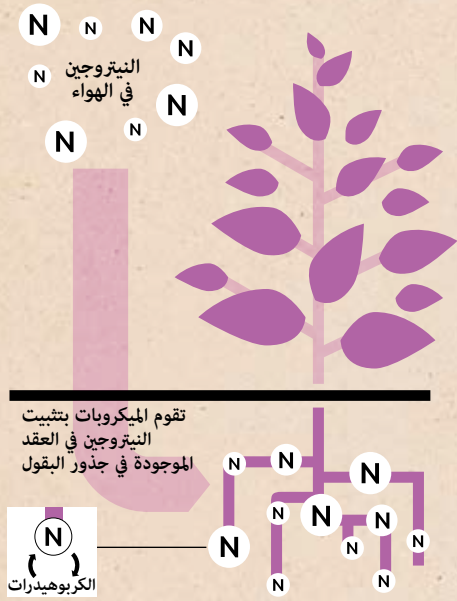 N
N
N
N
N
N
N
N
النيتروجين
في الهواء
تقوم الميكروبات بتثبيت
النيتروجين في العقد
الموجودة في جذور البقول
N
N
N
N
N
N
N
N
N
N
N
N
الكربوهيدرات